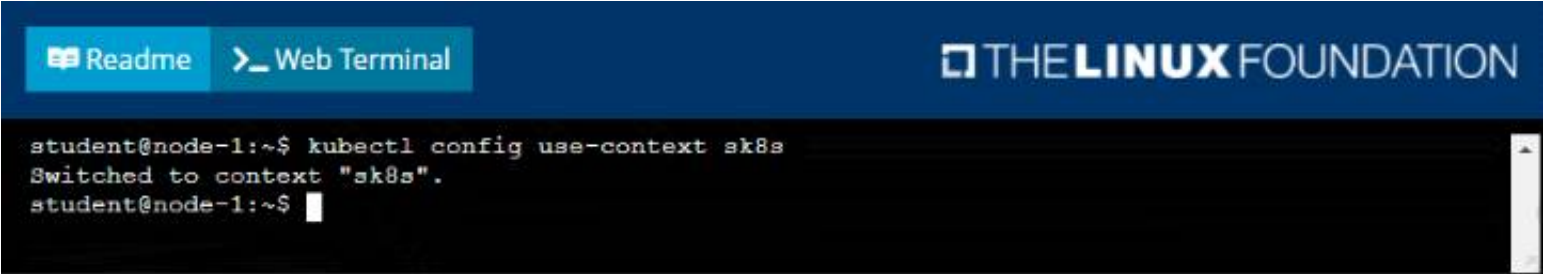 Readme >_ Web Terminal THE LINUX FOUNDATION
student@node-1:~$ kubectl config use-context sk8s
Switched to context "sk8s".
student@node-1:~$